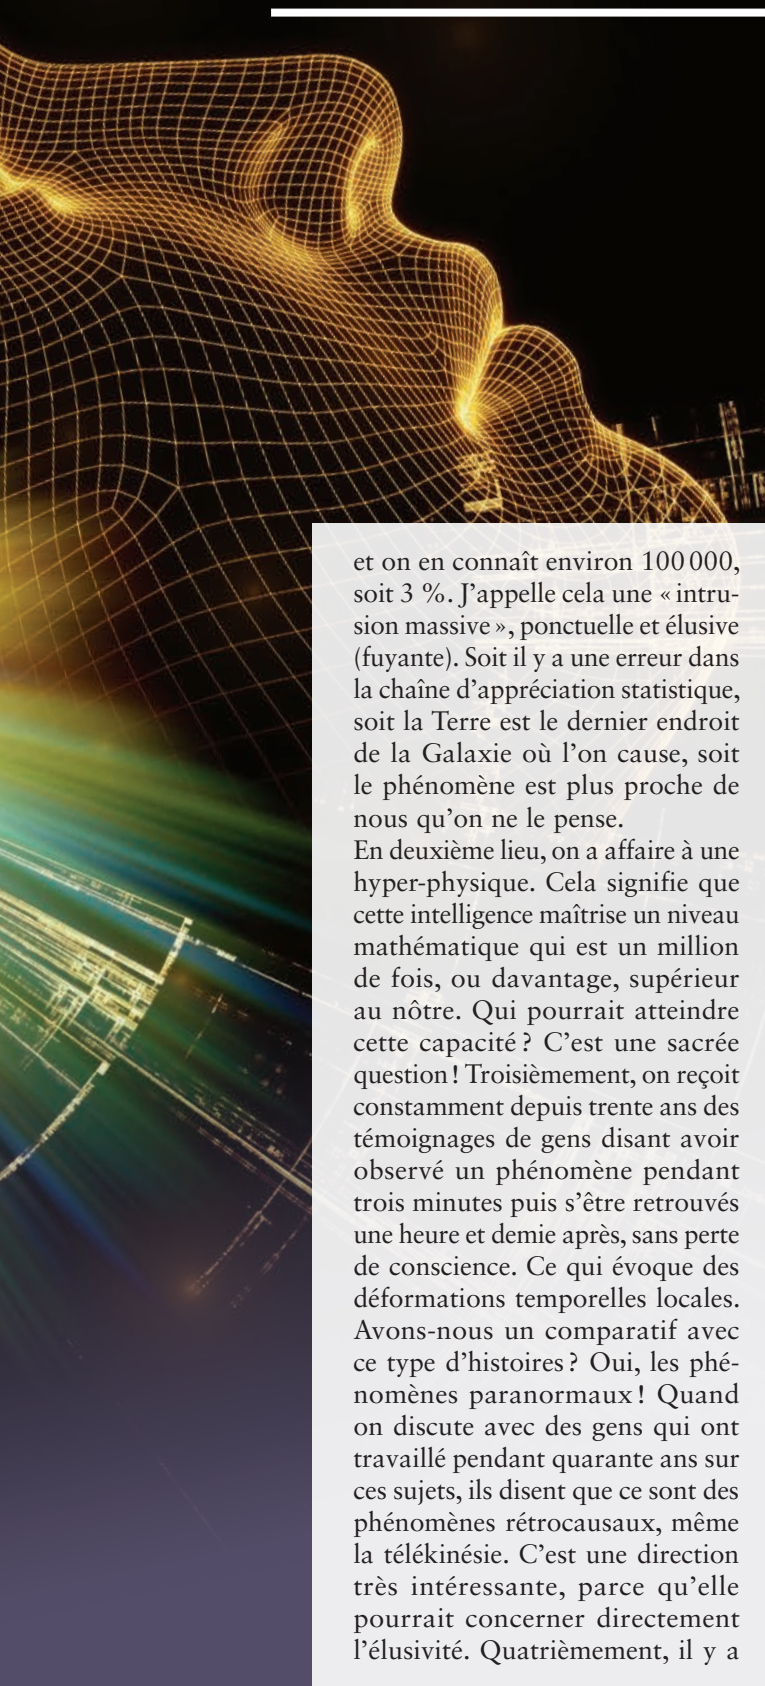 et on en connaît environ 100 000,
soit 3 %. J’appelle cela une « intru-
sion massive », ponctuelle et élusive
(fuyante). Soit il y a une erreur dans
la chaîne d’appréciation statistique,
soit la Terre est le dernier endroit
de la Galaxie où l’on cause, soit
le phénomène est plus proche de
nous qu’on ne le pense.
En deuxième lieu, on a affaire à une
hyper-physique. Cela signifie que
cette intelligence maîtrise un niveau
mathématique qui est un million
de fois, ou davantage, supérieur
au nôtre. Qui pourrait atteindre
cette capacité ? C’est une sacrée
question ! Troisièmement, on reçoit
constamment depuis trente ans des
témoignages de gens disant avoir
observé un phénomène pendant
trois minutes puis s’être retrouvés
une heure et demie après, sans perte
de conscience. Ce qui évoque des
déformations temporelles locales.
Avons-nous un comparatif avec
ce type d’histoires ? Oui, les phé-
nomènes paranormaux ! Quand
on discute avec des gens qui ont
travaillé pendant quarante ans sur
ces sujets, ils disent que ce sont des
phénomènes rétrocausaux, même
la télékinésie. C’est une direction
très intéressante, parce qu’elle
pourrait concerner directement
l’élusivité. Quatrièmement, il y a